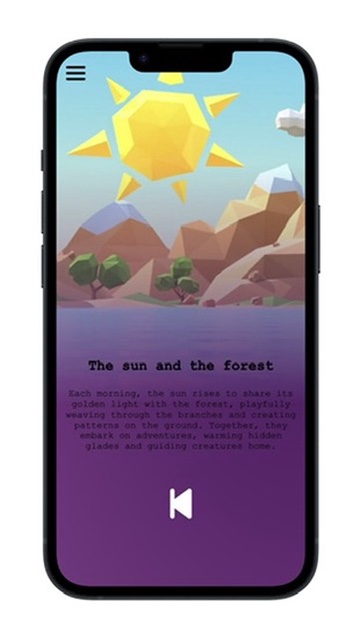 The sun and the forest
Each morning, the sun rises to share its
golden light with the forest, playfully
weaving through the branches and creating
patterns on the ground. Together, they
embark on adventures, warming hidden
glades and guiding creatures home.